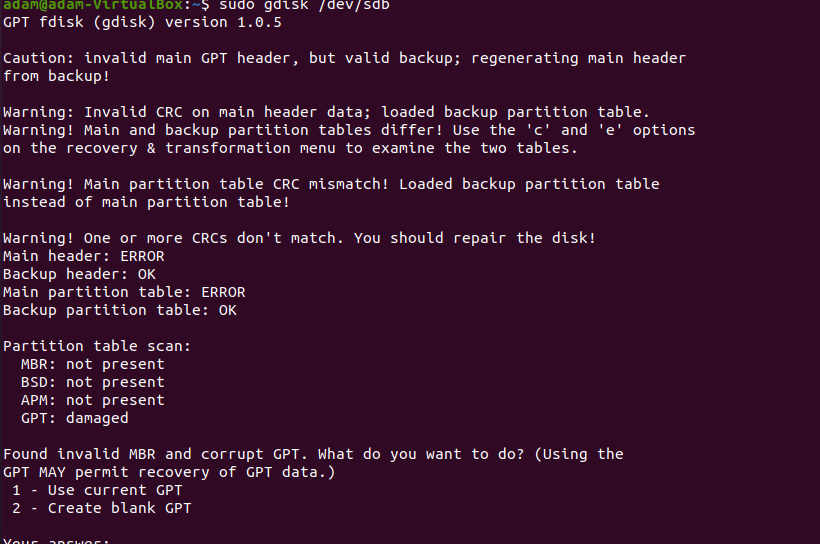 adam@adam-VirtualBox:~$ sudo gdisk /dev/sdb
GPT fdisk (gdisk) version 1.0.5
Caution: invalid main GPT header, but valid backup; regenerating main header
from backup!
Warning: Invalid CRC on main header data; loaded backup partition table.
Warning! Main and backup partition tables differ! Use the 'c' and 'e' options
on the recovery & transformation menu to examine the two tables.
Warning! Main partition table CRC mismatch! Loaded backup partition table
instead of main partition table!
Warning! One or more CRCs don't match. You should repair the disk!
Main header: ERROR
Backup header: OK
Main partition table: ERROR
Backup partition table: OK
Partition table scan:
  MBR: not present
  BSD: not present
  APM: not present
  GPT: damaged
Found invalid MBR and corrupt GPT. What do you want to do? (Using the
GPT MAY permit recovery of GPT data.)
 1 - Use current GPT
 2 - Create blank GPT
Your answer: